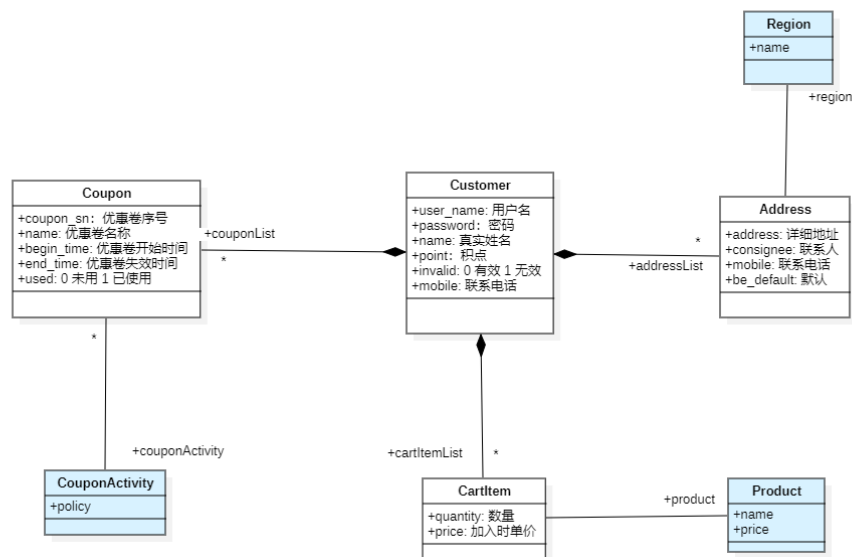 Region
+name
+region
Customer
+user_name: 用户名
+password：密码
+name: 真实姓名
+point：积点
+invalid: 0 有效 1 无效
+mobile: 联系电话
Coupon
+coupon_sn：优惠卷序号
+name: 优惠卷名称
+begin_time: 优惠卷开始时间
+end_time: 优惠卷失效时间
+used: 0 未用 1 已使用
+couponList
*
Address
+address: 详细地址
+consignee: 联系人
+mobile: 联系电话
+be_default: 默认
*
+addressList
*
+couponActivity
CouponActivity
+policy
+cartItemList
*
CartItem
+quantity: 数量
+price: 加入时单价
+product
Product
+name
+price